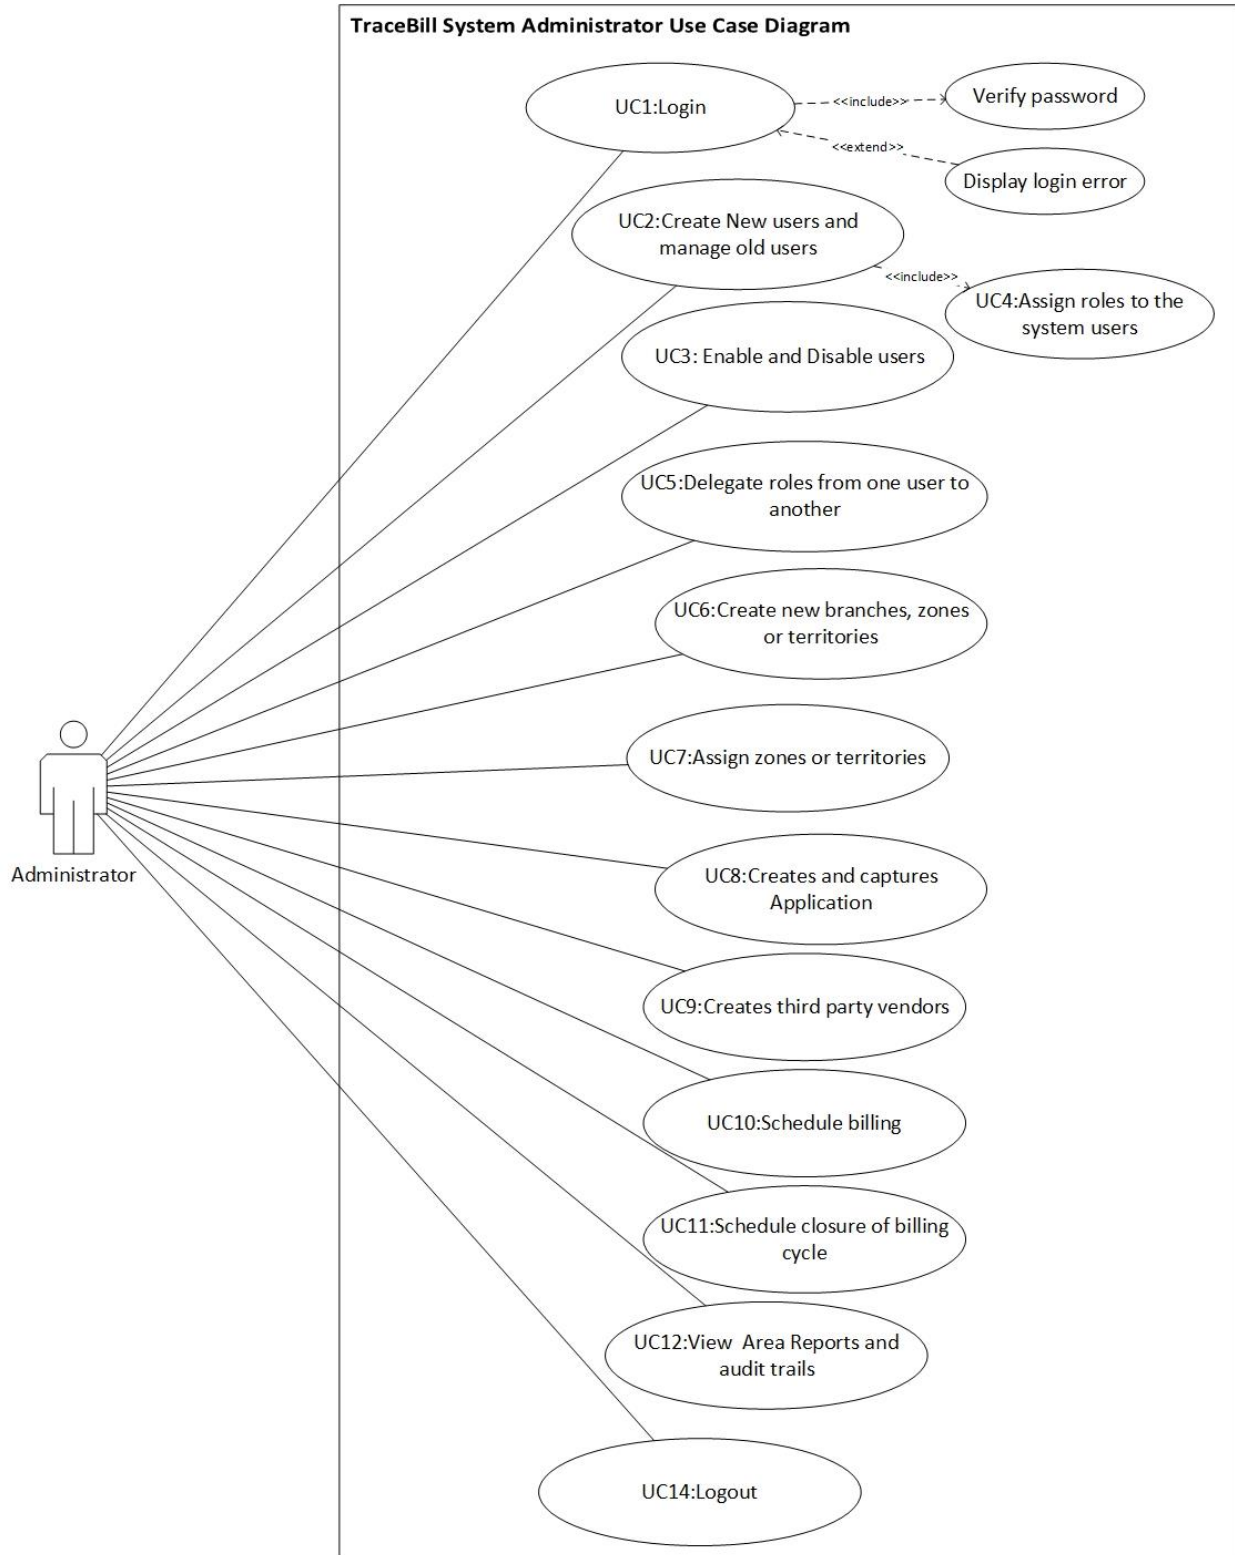 TraceBill System Administrator Use Case Diagram
UC1:Login
<<include>>
Verify password
<<extend>>
Display login error
UC2:Create New users and
manage old users
<<include>>
UC4:Assign roles to the
system users
UC3: Enable and Disable users
UC5:Delegate roles from one user to
another
UC6:Create new branches, zones
or territories
UC7:Assign zones or territories
Administrator
UC8:Creates and captures
Application
UC9:Creates third party vendors
UC10:Schedule billing
UC11:Schedule closure of billing
cycle
UC12:View  Area Reports and
audit trails
UC14:Logout